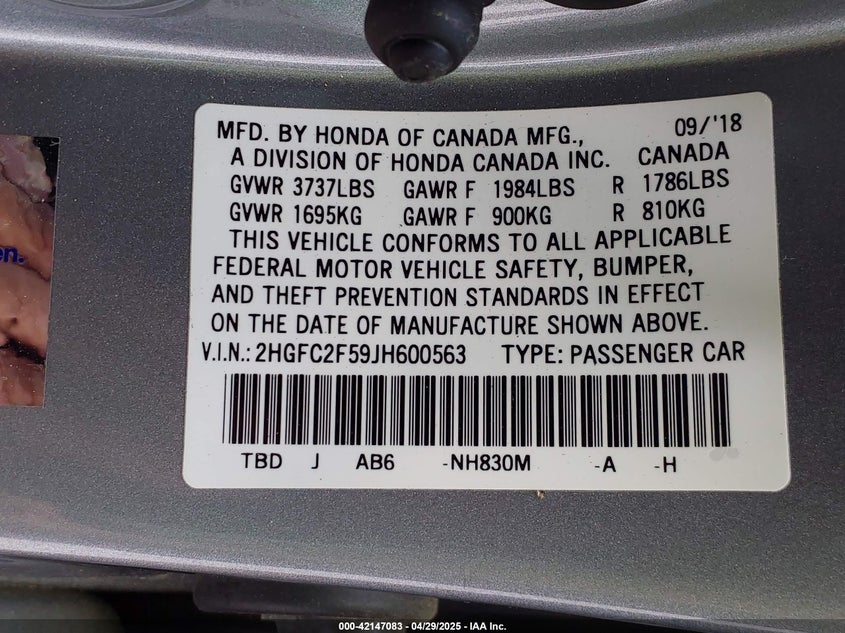 MFD. BY HONDA OF CANADA MFG., 09/'18
A DIVISION OF HONDA CANADA INC. CANADA
GVWR 3737LBS GAWR F 1984LBS R 1786LBS
GVWR 1695KG GAWR F 900KG R 810KG
THIS VEHICLE CONFORMS TO ALL APPLICABLE
FEDERAL MOTOR VEHICLE SAFETY, BUMPER,
AND THEFT PREVENTION STANDARDS IN EFFECT
ON THE DATE OF MANUFACTURE SHOWN ABOVE.
V.I.N.: 2HGFC2F59JH600563 TYPE: PASSENGER CAR
TBD J AB6 -NH830M -A -H
en.
000-42147083 - 04/29/2025 - IAA Inc.